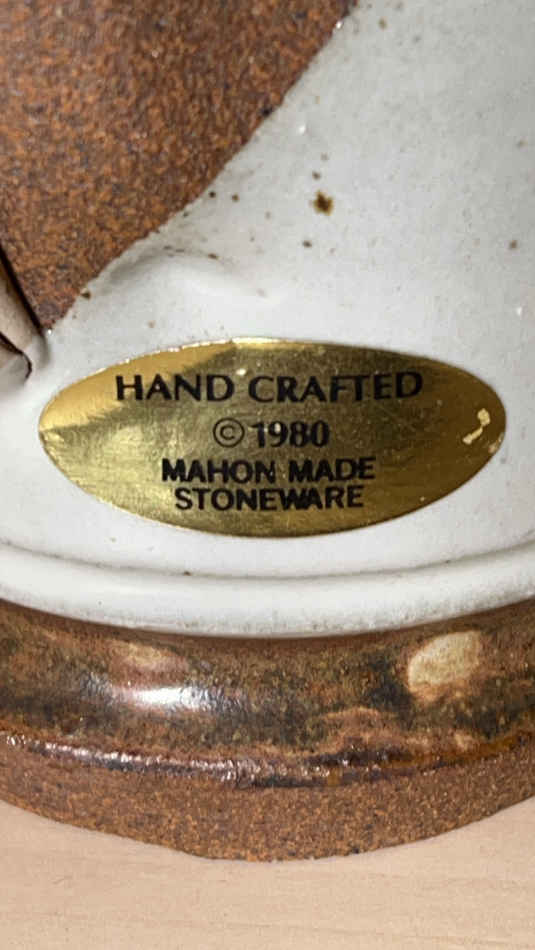 HAND CRAFTED
© 1980
MAHON MADE
STONEWARE